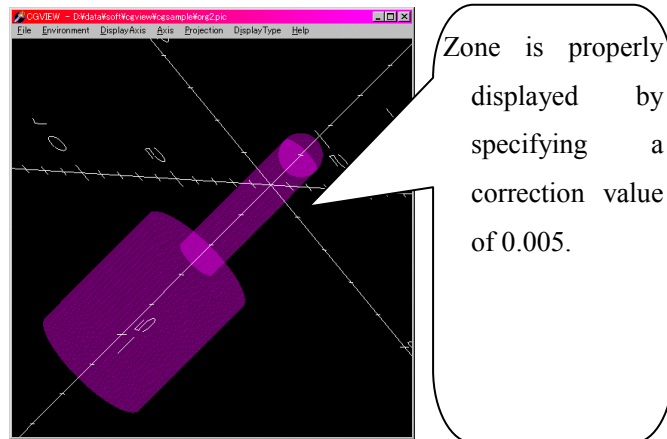 CGVIEW - D:¥data¥soft¥cgview¥cgsample¥org2.pic
File Environment DisplayAxis Axis Projection DjsplayType Help
Zone is properly
displayed by
specifying a
correction value
of 0.005.